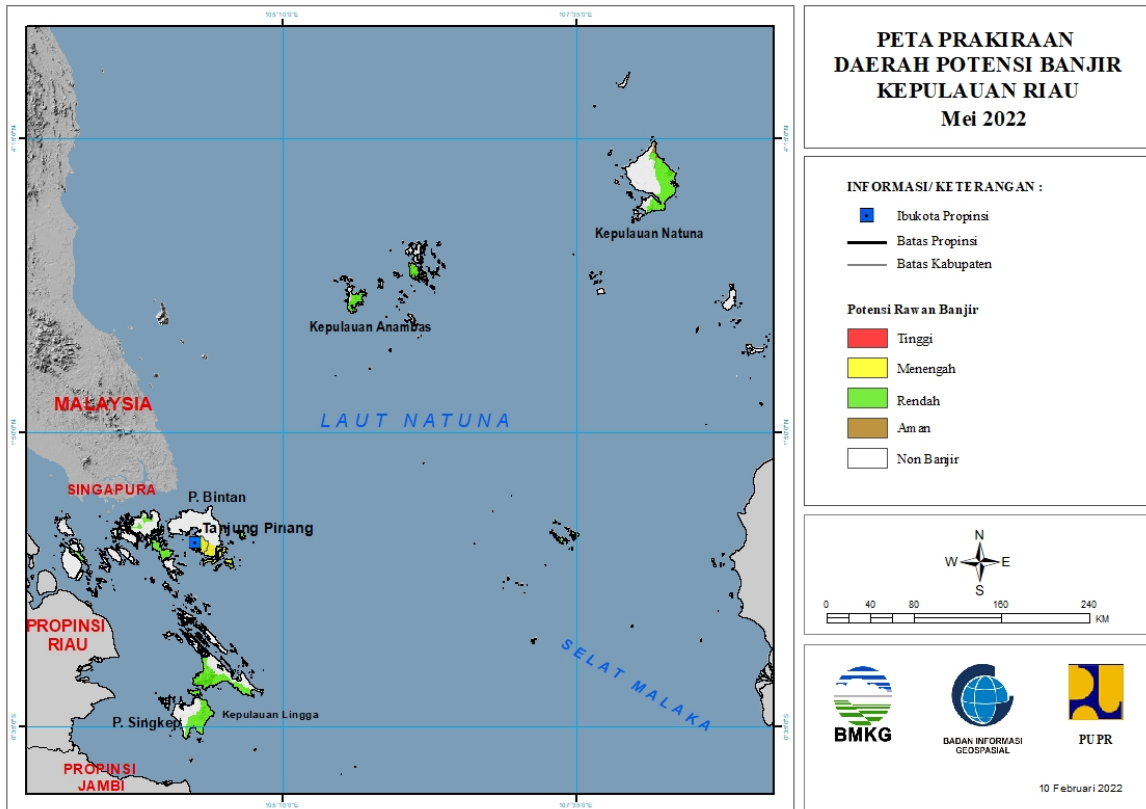 PETA PRAKIRAAN
DAERAH POTENSI BANJIR
KEPULAUAN RIAU
Mei 2022
INFORMASI/ KETERANGAN :
Ibukota Propinsi
Batas Propinsi
Batas Kabupaten
Potensi Rawan Banjir
Tinggi
Menengah
Rendah
Aman
Non Banjir
N
W E
S
0 40 80 160 240
KM
BMKG
BADAN INFORMASI
GEOSPASIAL
PUPR
10 Februari 2022
Kepulauan Natuna
Kepulauan Anambas
MALAYSIA
LAUT NATUNA
SINGAPURA
P. Bintan
Tanjung Pinang
PROPINSI
RIAU
SELAT MALAKA
P. Singkep
Kepulauan Lingga
PROPINSI
JAMBI